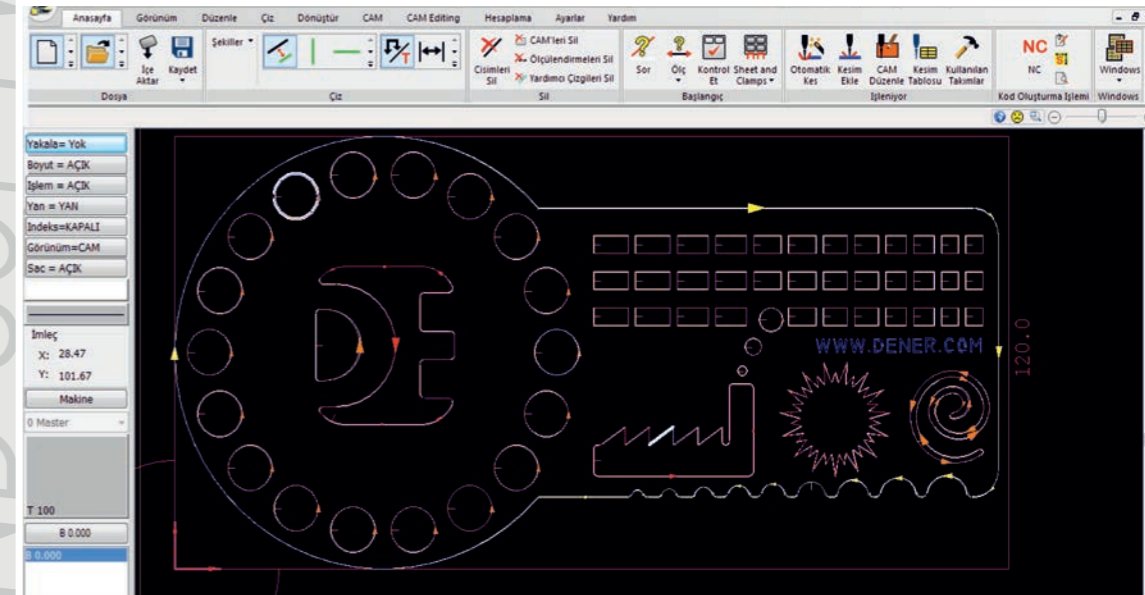 Anasayfa Görünüm Düzenle Çiz Dönüştür CAM CAM Editing Hesaplama Ayarlar Yardım
İçe Aktar
Kaydet
Dosya
Şekiller
Çiz
Cisimleri Sil
CAM'leri Sil
Ölçülendirmeleri Sil
Yardımcı Çizgileri Sil
Sil
Sor
Ölç
Kontrol Et
Sheet and Clamps
Başlangıç
Otomatik Kes
Kesim Ekle
CAM Düzenle
Kesim Tablosu
Kullanılan Takımlar
İşleniyor
NC
NC
Kod Oluşturma İşlemi
Windows
Windows
Yakala= Yok
Boyut = AÇIK
İşlem = AÇIK
Yan = YAN
Indeks=KAPALI
Görünüm=CAM
Sac = AÇIK
İmleç
X: 28.47
Y: 101.67
Makine
0 Master
T 100
B 0.000
B 0.000
WWW.DENER.COM
120.0